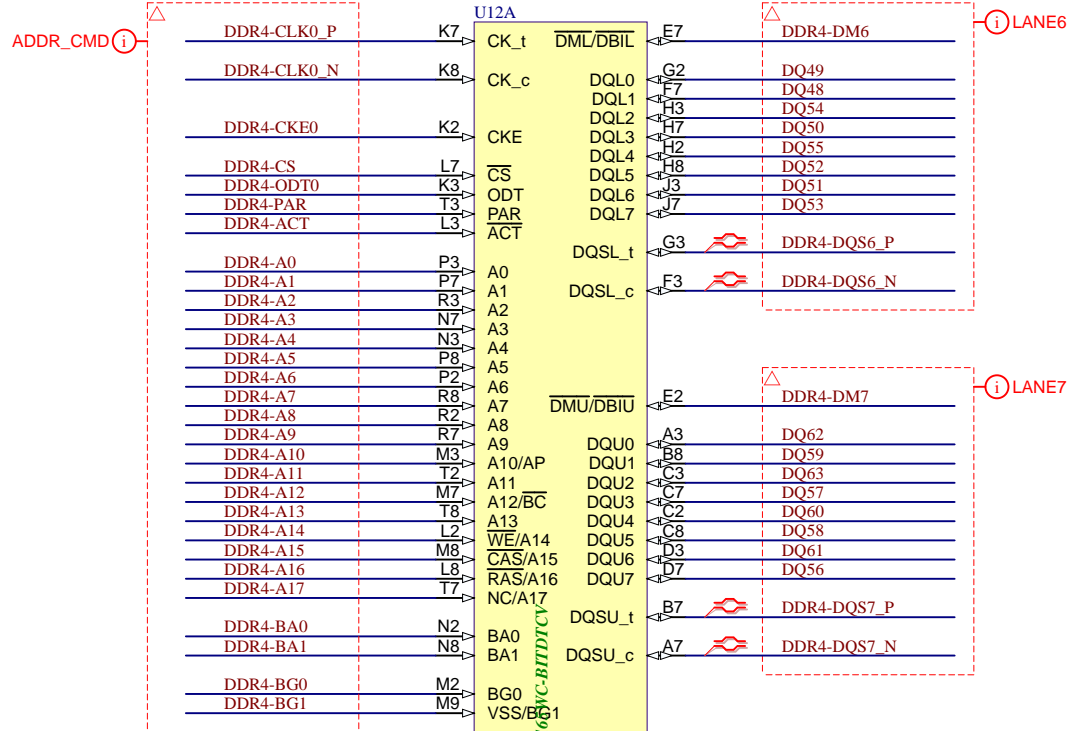 U12A
ADDR_CMD i
i LANE6
DDR4-CLK0_P K7 CK_t DML/DBIL E7 DDR4-DM6
DDR4-CLK0_N K8 CK_c DQL0 G2 DQ49
DQL1 F7 DQ48
DQL2 H3 DQ54
DDR4-CKE0 K2 CKE DQL3 H7 DQ50
DQL4 H2 DQ55
DDR4-CS L7 CS DQL5 H8 DQ52
DDR4-ODT0 K3 ODT DQL6 J3 DQ51
DDR4-PAR T3 PAR DQL7 J7 DQ53
DDR4-ACT L3 ACT
DQSL_t G3 DDR4-DQS6_P
DDR4-A0 P3 A0
DDR4-A1 P7 A1 DQSL_c F3 DDR4-DQS6_N
DDR4-A2 R3 A2
DDR4-A3 N7 A3
DDR4-A4 N3 A4
DDR4-A5 P8 A5
DDR4-A6 P2 A6
i LANE7
DDR4-A7 R8 A7 DMU/DBIU E2 DDR4-DM7
DDR4-A8 R2 A8
DDR4-A9 R7 A9 DQU0 A3 DQ62
DDR4-A10 M3 A10/AP DQU1 B8 DQ59
DDR4-A11 T2 A11 DQU2 C3 DQ63
DDR4-A12 M7 A12/BC DQU3 C7 DQ57
DDR4-A13 T8 A13 DQU4 C2 DQ60
DDR4-A14 L2 WE/A14 DQU5 C8 DQ58
DDR4-A15 M8 CAS/A15 DQU6 D3 DQ61
DDR4-A16 L8 RAS/A16 DQU7 D7 DQ56
DDR4-A17 T7 NC/A17
DQSU_t B7 DDR4-DQS7_P
DDR4-BA0 N2 BA0
DDR4-BA1 N8 BA1 DQSU_c A7 DDR4-DQS7_N
DDR4-BG0 M2 BG0
DDR4-BG1 M9 VSS/BG1